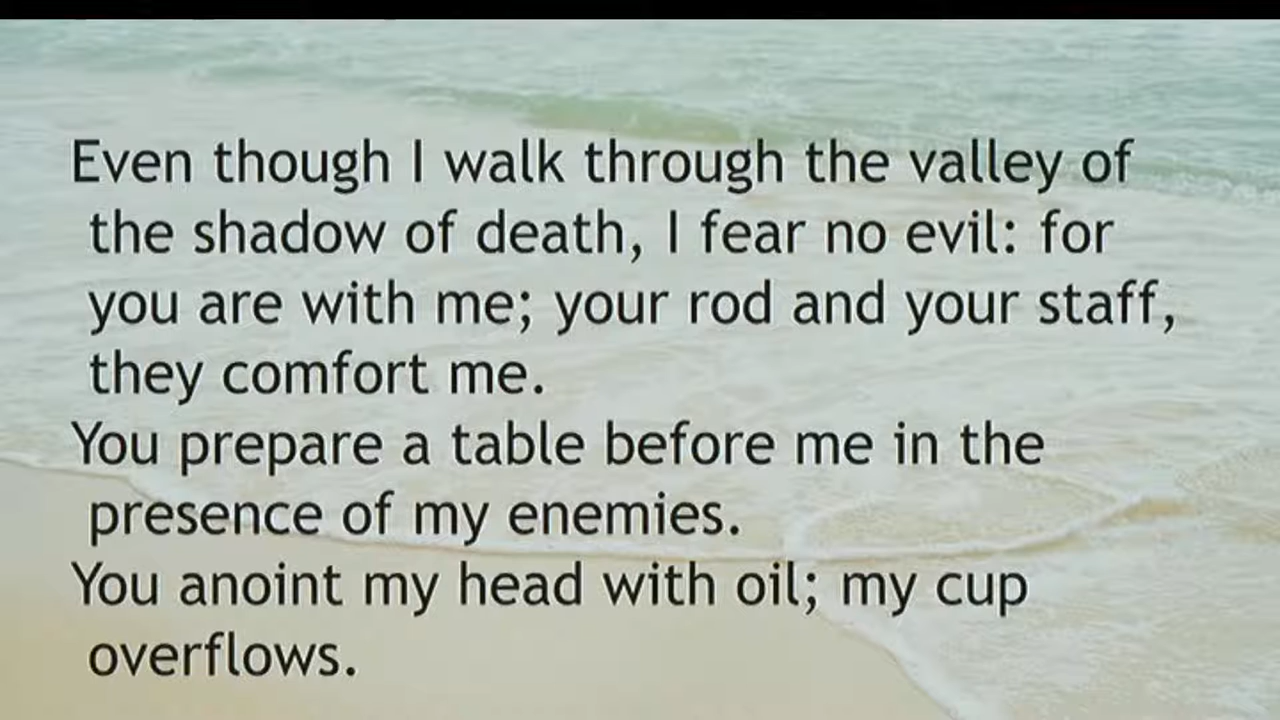 Even though I walk through the valley of
the shadow of death, I fear no evil: for
you are with me; your rod and your staff,
they comfort me.
You prepare a table before me in the
presence of my enemies.
You anoint my head with oil; my cup
overflows.